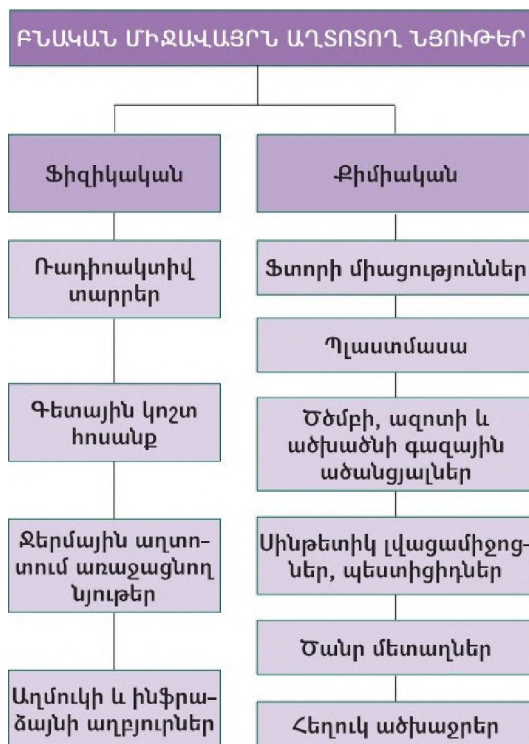 ԲՆԱԿԱՆ ՄԻՋԱՎԱՅՐՆ ԱՂՏՈՏՈՂ ՆՅՈՒԹԵՐ
Ֆիզիկական
Ռադիոակտիվ
տարրեր
Գետային կոշտ
հոսանք
Ջերմային աղտո-
տում առաջացնող
նյութեր
Աղմուկի և ինֆրա-
ձայնի աղբյուրներ
Քիմիական
Ֆտորի միացություններ
Պլաստմասա
Ծծմբի, ազոտի և
ածխածնի գազային
ածանցյալներ
Սինթետիկ լվացամիջոց-
ներ, պեստիցիդներ
Ծանր մետաղներ
Հեղուկ ածխաջրեր